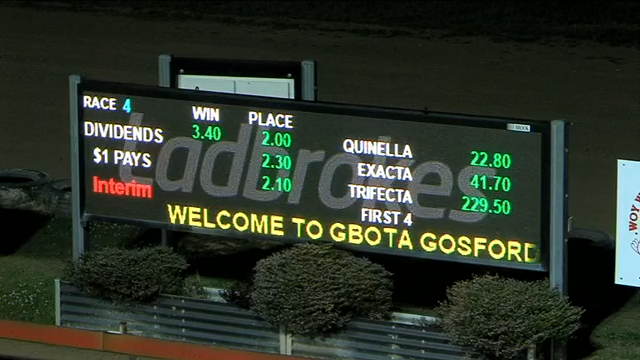 RACE 4
WIN PLACE
DIVIDENDS 3.40 2.00
$1 PAYS 2.30
Interim 2.10
QUINELLA 22.80
EXACTA 41.70
TRIFECTA 229.50
FIRST 4
Ladbrokes
WELCOME TO GBOTA GOSFORD
WOY